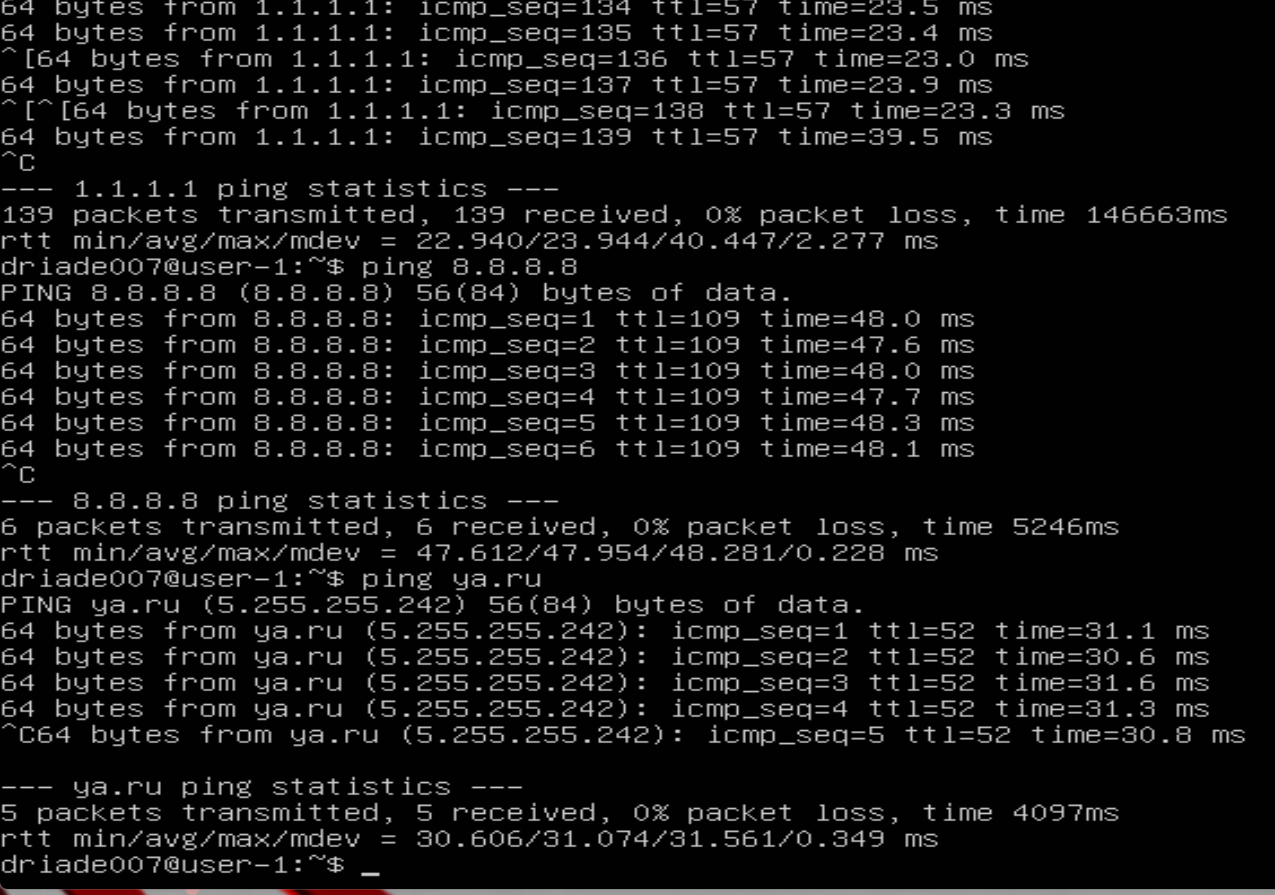 64 bytes from 1.1.1.1: icmp_seq=134 ttl=57 time=23.5 ms
64 bytes from 1.1.1.1: icmp_seq=135 ttl=57 time=23.4 ms
^[64 bytes from 1.1.1.1: icmp_seq=136 ttl=57 time=23.0 ms
64 bytes from 1.1.1.1: icmp_seq=137 ttl=57 time=23.9 ms
^[^[64 bytes from 1.1.1.1: icmp_seq=138 ttl=57 time=23.3 ms
64 bytes from 1.1.1.1: icmp_seq=139 ttl=57 time=39.5 ms
^C
--- 1.1.1.1 ping statistics ---
139 packets transmitted, 139 received, 0% packet loss, time 146663ms
rtt min/avg/max/mdev = 22.940/23.944/40.447/2.277 ms
driade007@user-1:~$ ping 8.8.8.8
PING 8.8.8.8 (8.8.8.8) 56(84) bytes of data.
64 bytes from 8.8.8.8: icmp_seq=1 ttl=109 time=48.0 ms
64 bytes from 8.8.8.8: icmp_seq=2 ttl=109 time=47.6 ms
64 bytes from 8.8.8.8: icmp_seq=3 ttl=109 time=48.0 ms
64 bytes from 8.8.8.8: icmp_seq=4 ttl=109 time=47.7 ms
64 bytes from 8.8.8.8: icmp_seq=5 ttl=109 time=48.3 ms
64 bytes from 8.8.8.8: icmp_seq=6 ttl=109 time=48.1 ms
^C
--- 8.8.8.8 ping statistics ---
6 packets transmitted, 6 received, 0% packet loss, time 5246ms
rtt min/avg/max/mdev = 47.612/47.954/48.281/0.228 ms
driade007@user-1:~$ ping ya.ru
PING ya.ru (5.255.255.242) 56(84) bytes of data.
64 bytes from ya.ru (5.255.255.242): icmp_seq=1 ttl=52 time=31.1 ms
64 bytes from ya.ru (5.255.255.242): icmp_seq=2 ttl=52 time=30.6 ms
64 bytes from ya.ru (5.255.255.242): icmp_seq=3 ttl=52 time=31.6 ms
64 bytes from ya.ru (5.255.255.242): icmp_seq=4 ttl=52 time=31.3 ms
^C64 bytes from ya.ru (5.255.255.242): icmp_seq=5 ttl=52 time=30.8 ms
--- ya.ru ping statistics ---
5 packets transmitted, 5 received, 0% packet loss, time 4097ms
rtt min/avg/max/mdev = 30.606/31.074/31.561/0.349 ms
driade007@user-1:~$ _